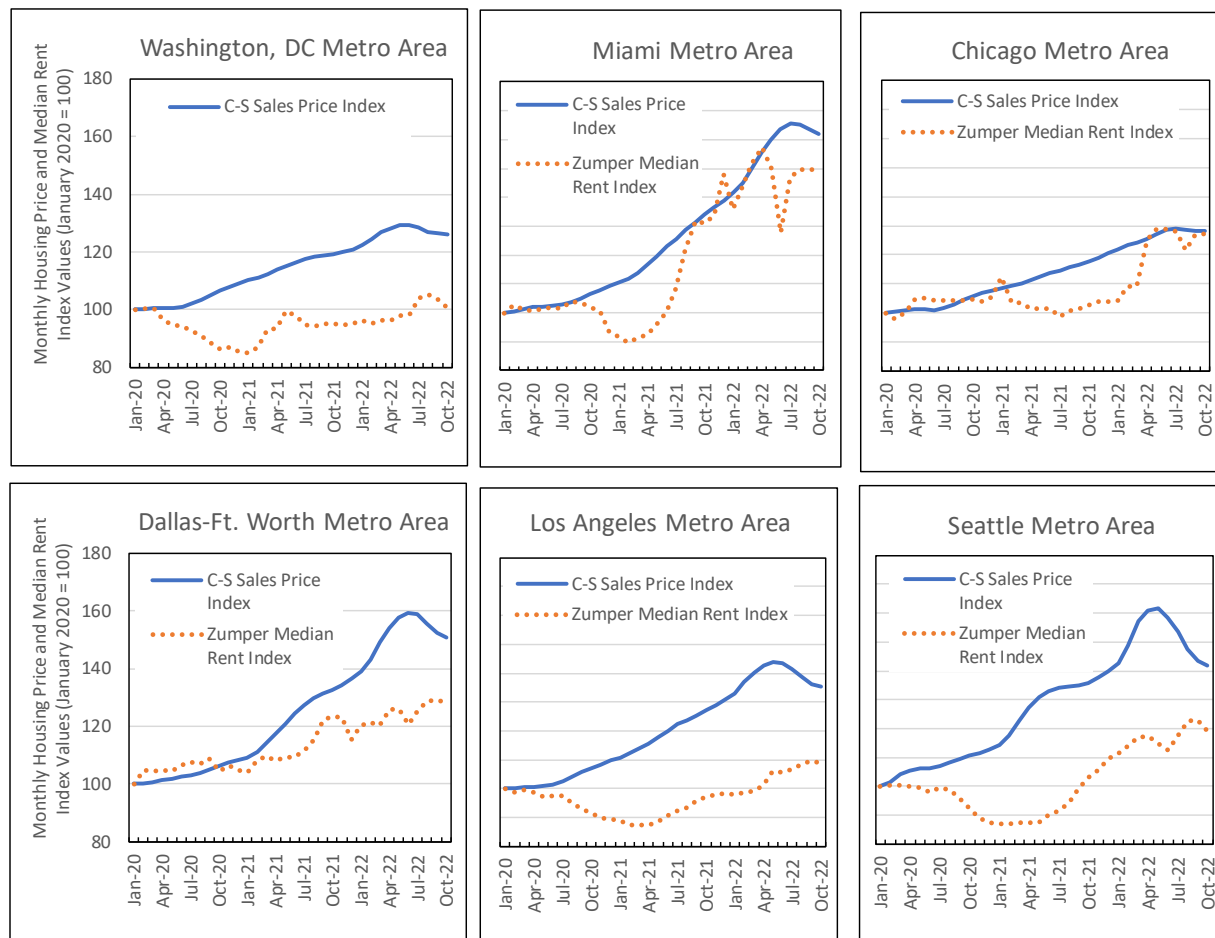 Washington, DC Metro Area
Monthly Housing Price and Median Rent
Index Values (January 2020 = 100)
180
160
140
120
100
80
C-S Sales Price Index
Jan-20
Apr-20
Jul-20
Oct-20
Jan-21
Apr-21
Jul-21
Oct-21
Jan-22
Apr-22
Jul-22
Oct-22
Miami Metro Area
C-S Sales Price
Index
Zumper Median
Rent Index
Jan-20
Apr-20
Jul-20
Oct-20
Jan-21
Apr-21
Jul-21
Oct-21
Jan-22
Apr-22
Jul-22
Oct-22
Chicago Metro Area
C-S Sales Price Index
Zumper Median Rent Index
Jan-20
Apr-20
Jul-20
Oct-20
Jan-21
Apr-21
Jul-21
Oct-21
Jan-22
Apr-22
Jul-22
Oct-22
Dallas-Ft. Worth Metro Area
Monthly Housing Price and Median Rent
Index Values (January 2020 = 100)
180
160
140
120
100
80
C-S Sales Price
Index
Zumper Median
Rent Index
Jan-20
Apr-20
Jul-20
Oct-20
Jan-21
Apr-21
Jul-21
Oct-21
Jan-22
Apr-22
Jul-22
Oct-22
Los Angeles Metro Area
C-S Sales Price Index
Zumper Median Rent Index
Jan-20
Apr-20
Jul-20
Oct-20
Jan-21
Apr-21
Jul-21
Oct-21
Jan-22
Apr-22
Jul-22
Oct-22
Seattle Metro Area
C-S Sales Price
Index
Zumper Median
Rent Index
Jan-20
Apr-20
Jul-20
Oct-20
Jan-21
Apr-21
Jul-21
Oct-21
Jan-22
Apr-22
Jul-22
Oct-22